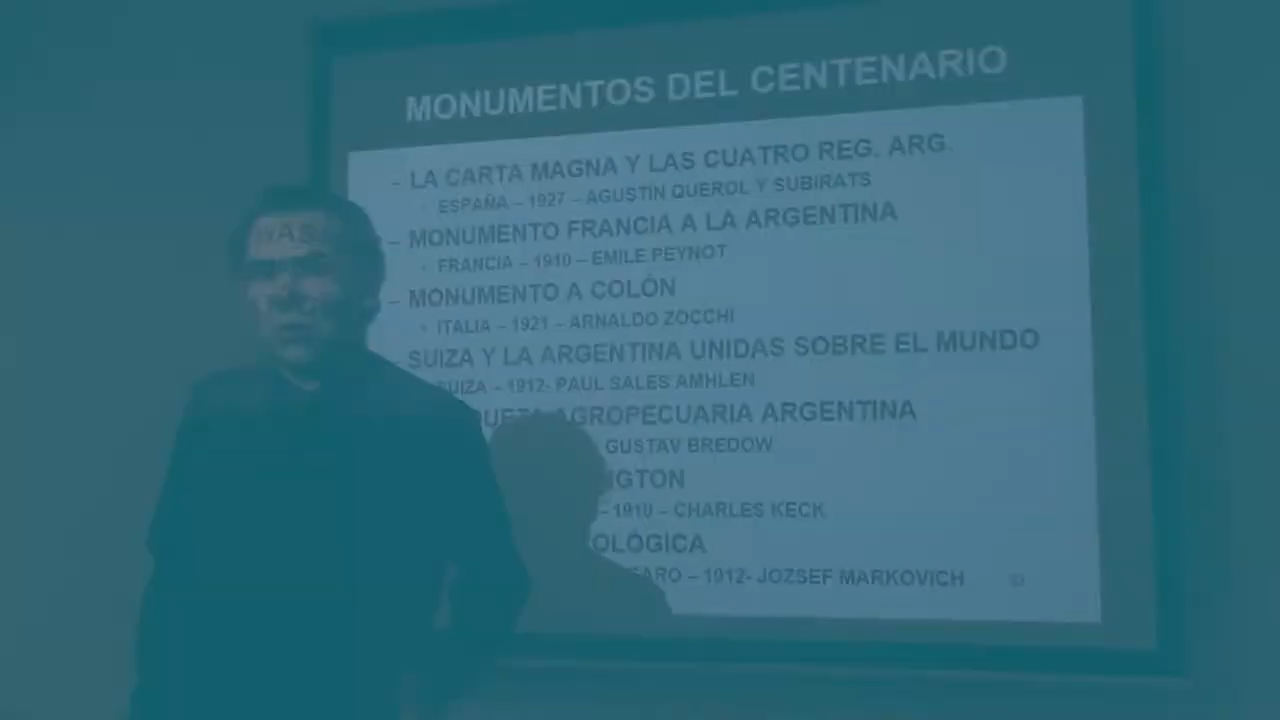 MONUMENTOS DEL CENTENARIO
- LA CARTA MAGNA Y LAS CUATRO REG. ARG.
- ESPAÑA – 1927 – AGUSTIN QUEROL Y SUBIRATS
– MONUMENTO FRANCIA A LA ARGENTINA
- FRANCIA – 1910 – EMILE PEYNOT
– MONUMENTO A COLÓN
- ITALIA – 1921 – ARNALDO ZOCCHI
- SUIZA Y LA ARGENTINA UNIDAS SOBRE EL MUNDO
SUIZA – 1912- PAUL SALES AMHLEN
AGROPECUARIA ARGENTINA
GUSTAV BREDOW
NGTON
– 1910 – CHARLES KECK
OLÓGICA
– 1912- JOZSEF MARKOVICH